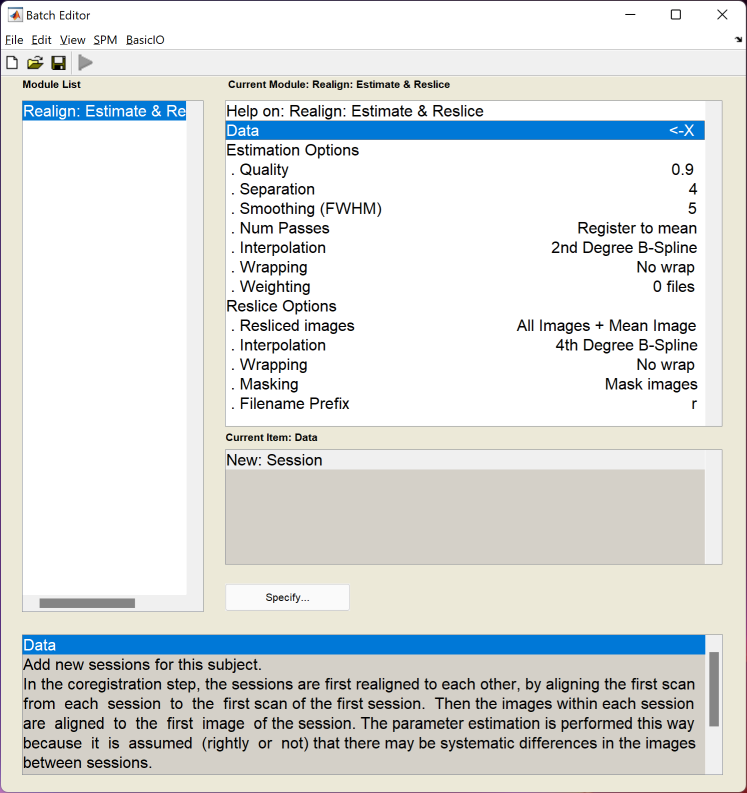 Batch Editor
File Edit View SPM BasicIO
Module List
Current Module: Realign: Estimate & Reslice
Realign: Estimate & Re
Help on: Realign: Estimate & Reslice
Data <-X
Estimation Options
. Quality 0.9
. Separation 4
. Smoothing (FWHM) 5
. Num Passes Register to mean
. Interpolation 2nd Degree B-Spline
. Wrapping No wrap
. Weighting 0 files
Reslice Options
. Resliced images All Images + Mean Image
. Interpolation 4th Degree B-Spline
. Wrapping No wrap
. Masking Mask images
. Filename Prefix r
Current Item: Data
New: Session
Specify...
Data
Add new sessions for this subject.
In the coregistration step, the sessions are first realigned to each other, by aligning the first scan
from each session to the first scan of the first session. Then the images within each session
are aligned to the first image of the session. The parameter estimation is performed this way
because it is assumed (rightly or not) that there may be systematic differences in the images
between sessions.